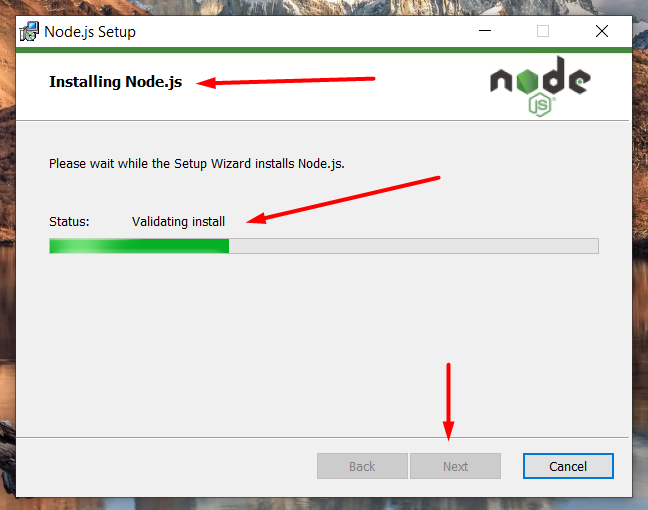 Node.js Setup
Installing Node.js
node
JS
Please wait while the Setup Wizard installs Node.js.
Status: Validating install
Back Next Cancel